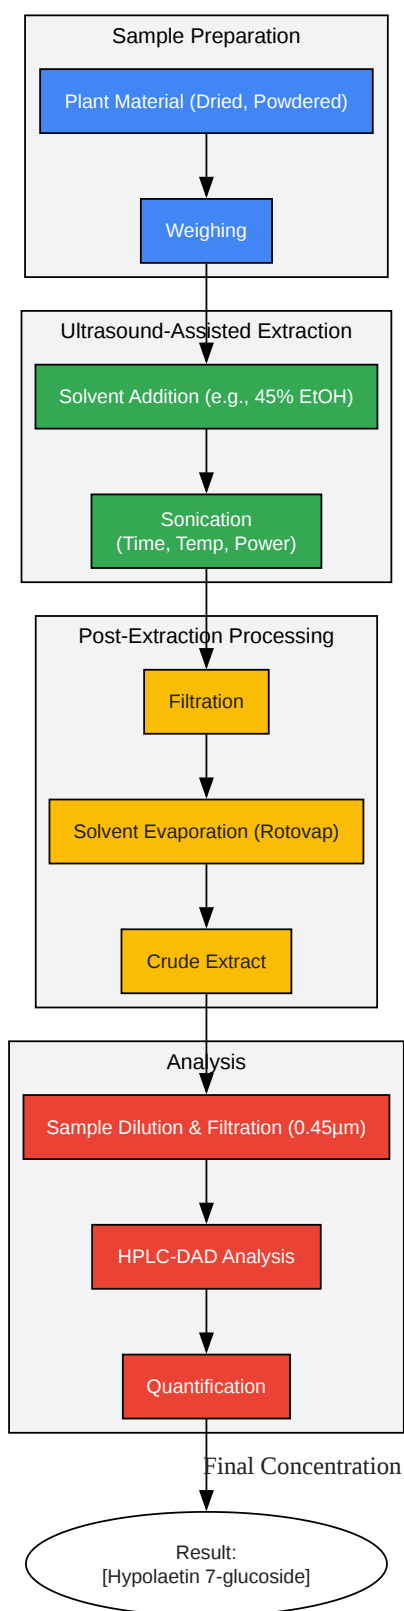 Sample Preparation
Plant Material (Dried, Powdered)
Weighing
Ultrasound-Assisted Extraction
Solvent Addition (e.g., 45% EtOH)
Sonication
(Time, Temp, Power)
Post-Extraction Processing
Filtration
Solvent Evaporation (Rotovap)
Crude Extract
Analysis
Sample Dilution & Filtration (0.45µm)
HPLC-DAD Analysis
Quantification
Final Concentration
Result:
[Hypolaetin 7-glucoside]